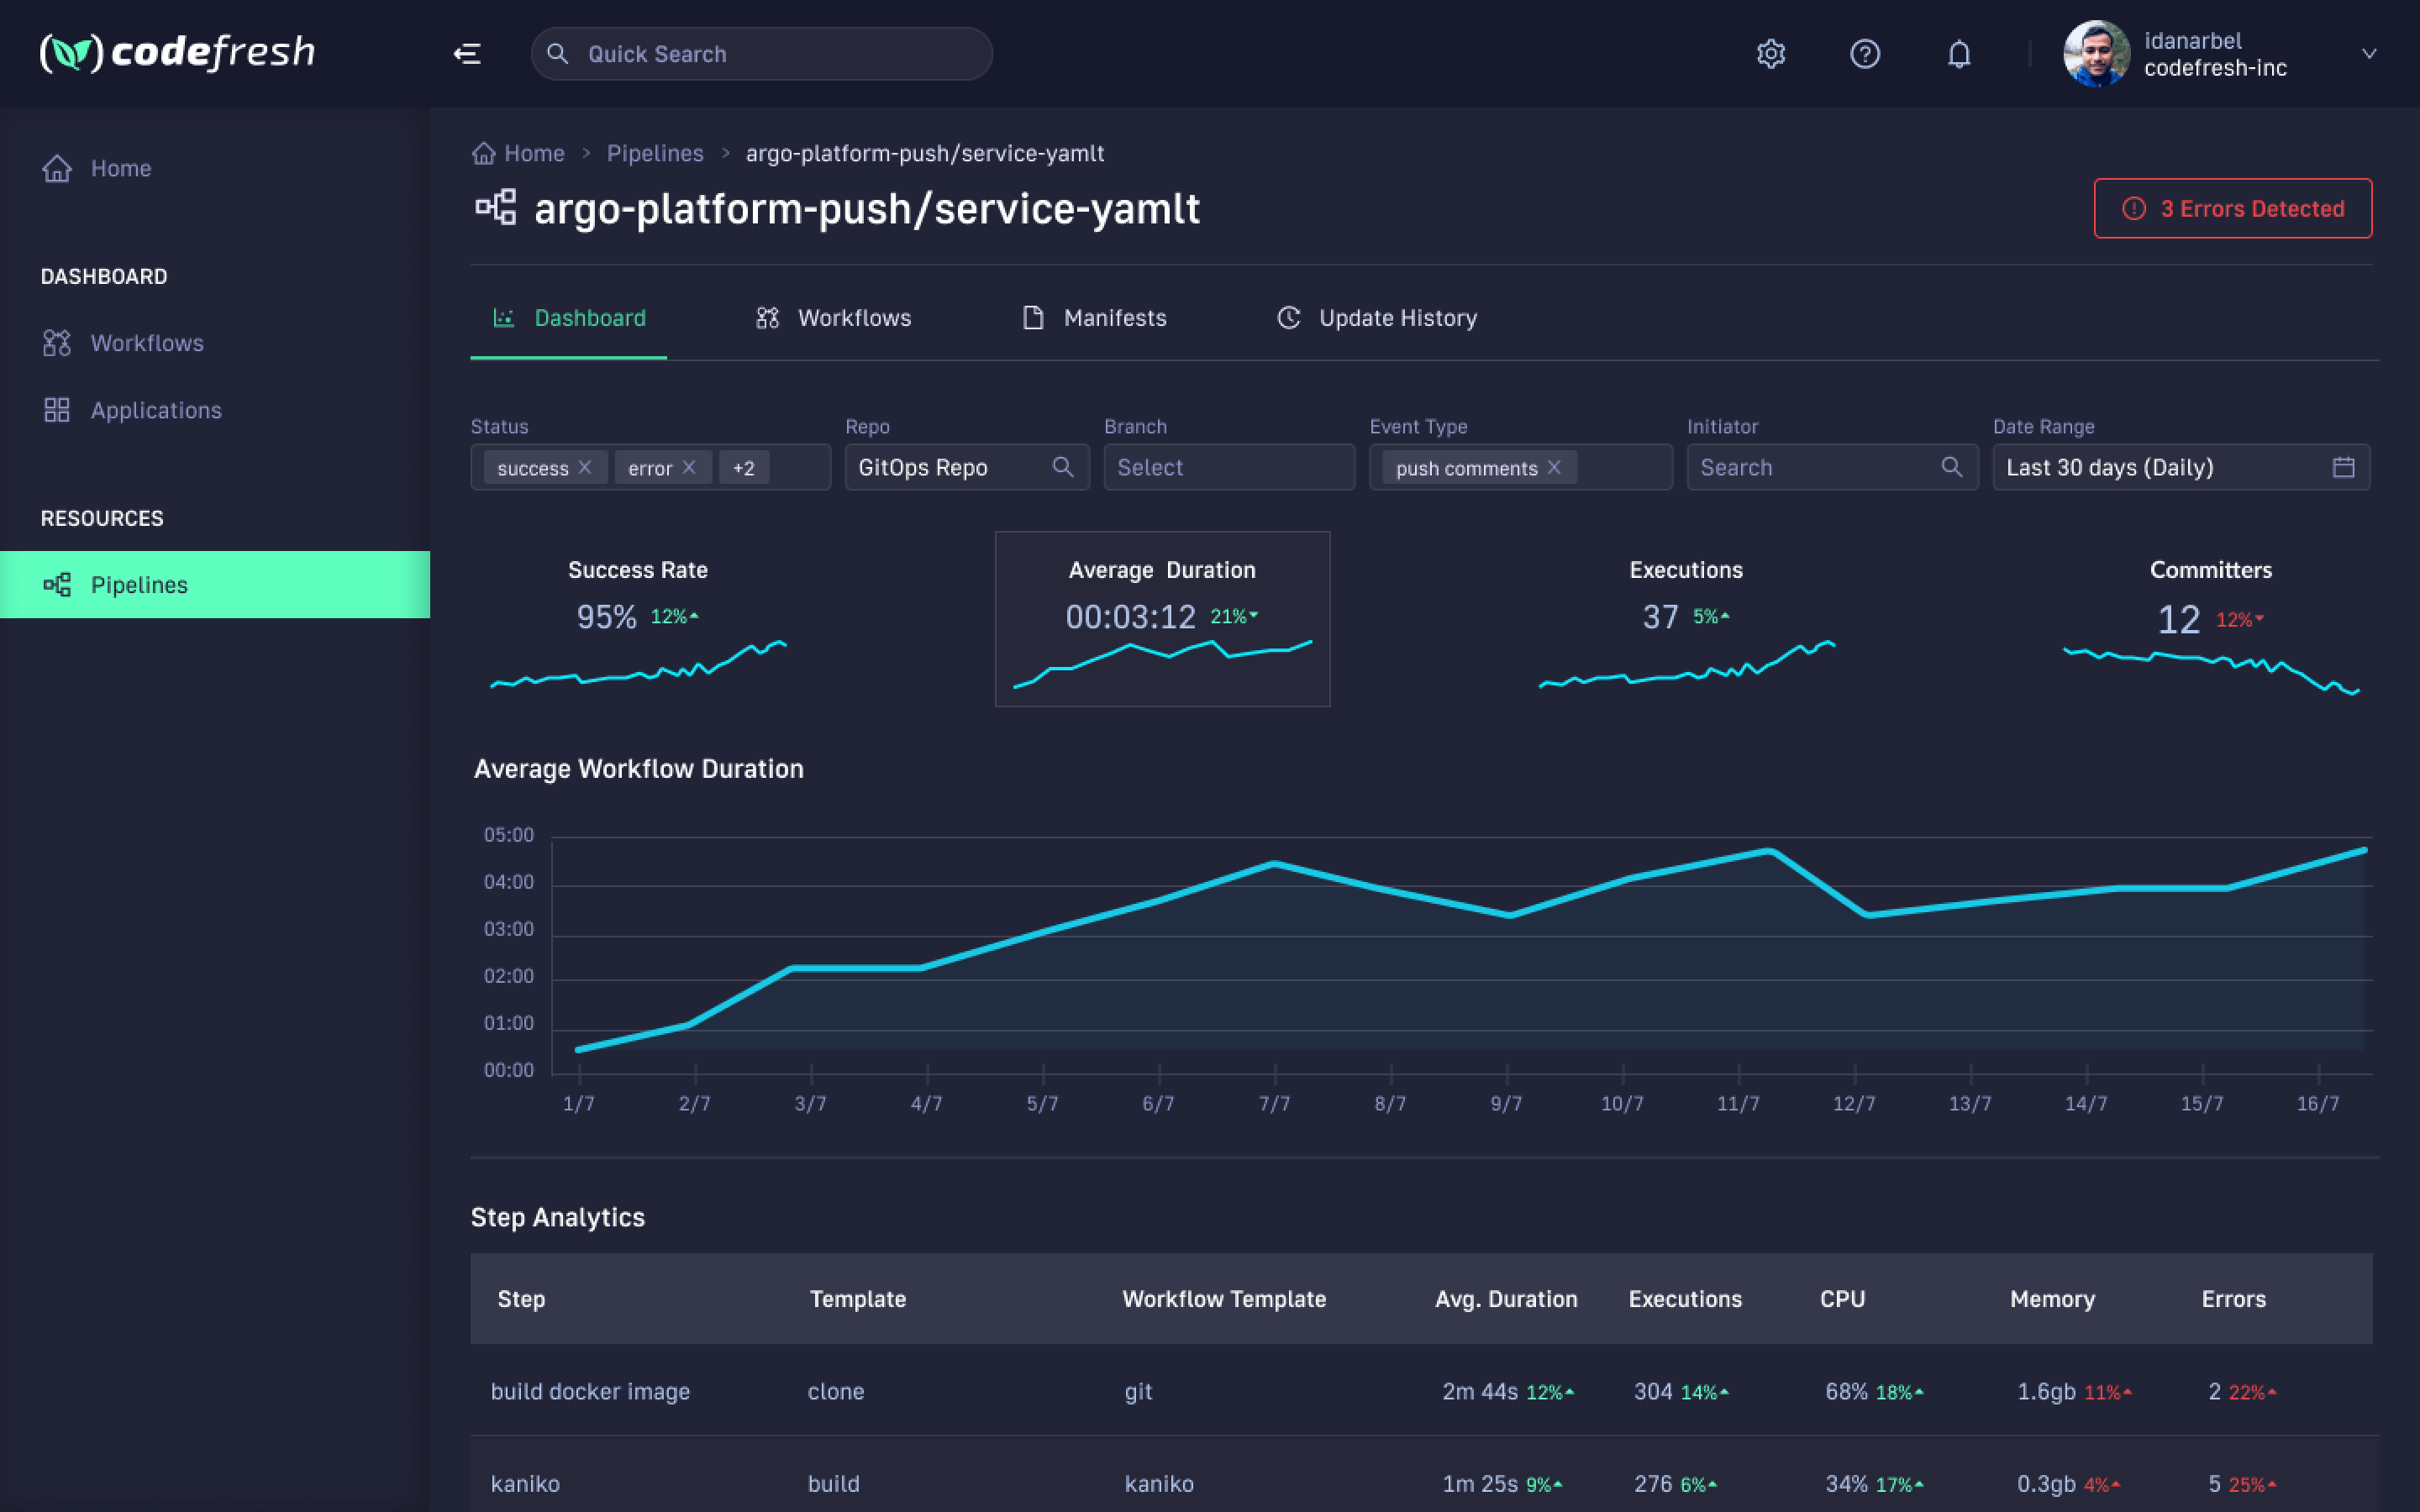 codefresh
Quick Search
idanarbel
codefresh-inc
Home
DASHBOARD
Workflows
Applications
RESOURCES
Pipelines
Home > Pipelines > argo-platform-push/service-yamlt
argo-platform-push/service-yamlt
3 Errors Detected
Dashboard Workflows Manifests Update History
Status Repo Branch Event Type Initiator Date Range
success error +2 GitOps Repo Select push comments Search Last 30 days (Daily)
Success Rate
95% 12%
Average Duration
00:03:12 21%
Executions
37 5%
Committers
12 12%
Average Workflow Duration
05:00
04:00
03:00
02:00
01:00
00:00
1/7 2/7 3/7 4/7 5/7 6/7 7/7 8/7 9/7 10/7 11/7 12/7 13/7 14/7 15/7 16/7
Step Analytics
Step Template Workflow Template Avg. Duration Executions CPU Memory Errors
build docker image clone git 2m 44s 12% 304 14% 68% 18% 1.6gb 11% 2 22%
kaniko build kaniko 1m 25s 9% 276 6% 34% 17% 0.3gb 4% 5 25%